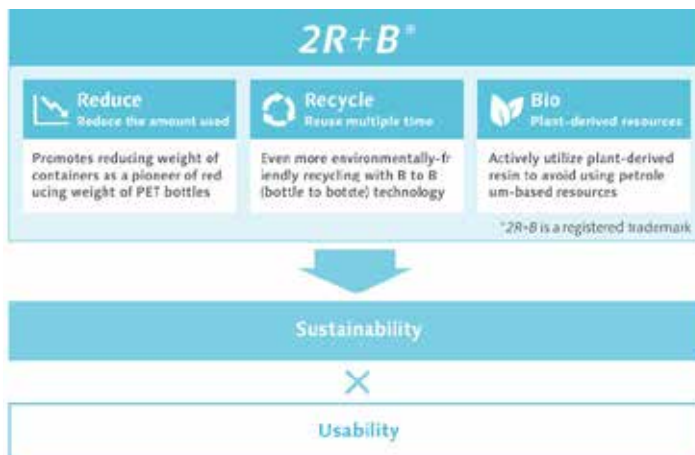 2R+B*
Reduce
Reduce the amount used
Promotes reducing weight of
containers as a pioneer of red
ucing weight of PET bottles
Recycle
Reuse multiple time
Even more environmentally-fr
iendly recycling with B to B
(bottle to bottle) technology
Bio
Plant-derived resources
Actively utilize plant-derived
resin to avoid using petrole
um-based resources
*2R+B is a registered trademark
Sustainability
×
Usability